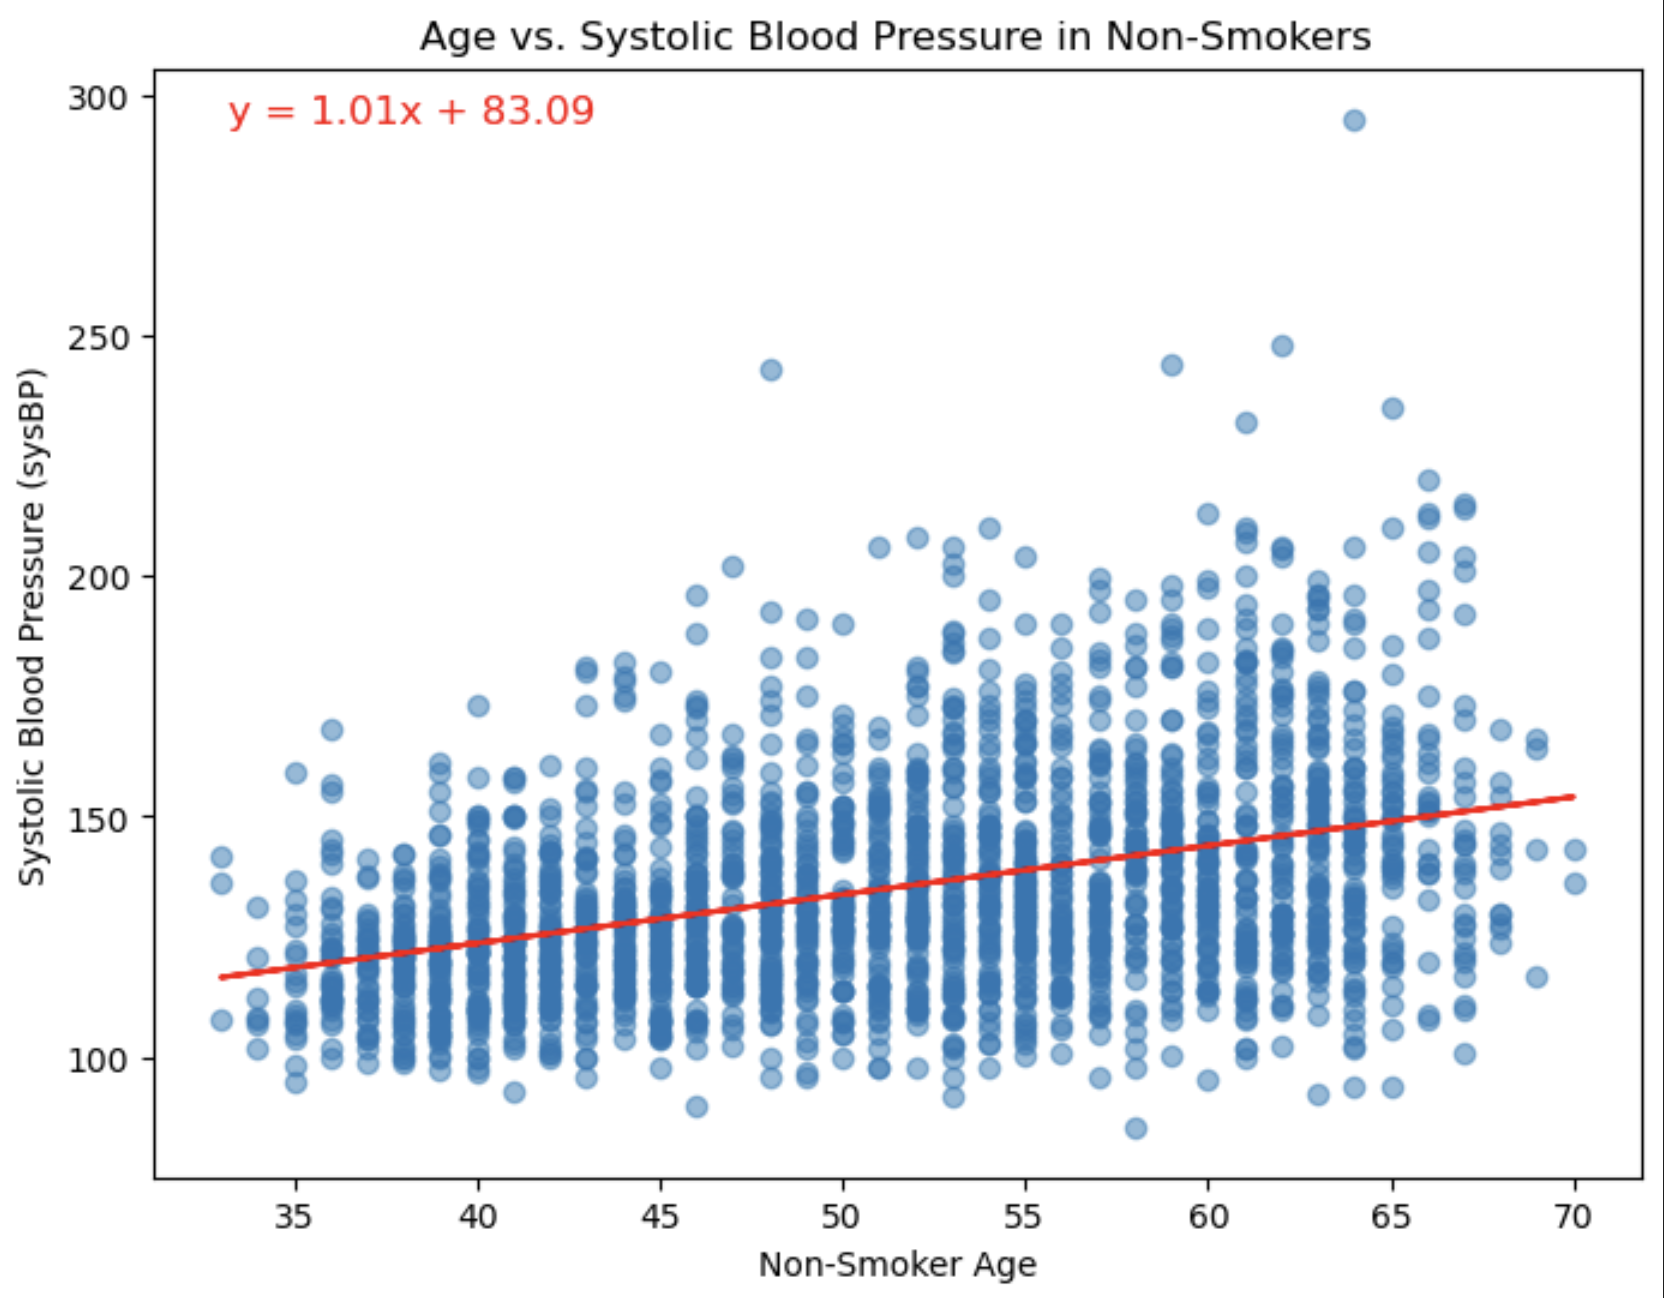 Age vs. Systolic Blood Pressure in Non-Smokers
y = 1.01x + 83.09
Systolic Blood Pressure (sysBP)
300
250
200
150
100
35 40 45 50 55 60 65 70
Non-Smoker Age